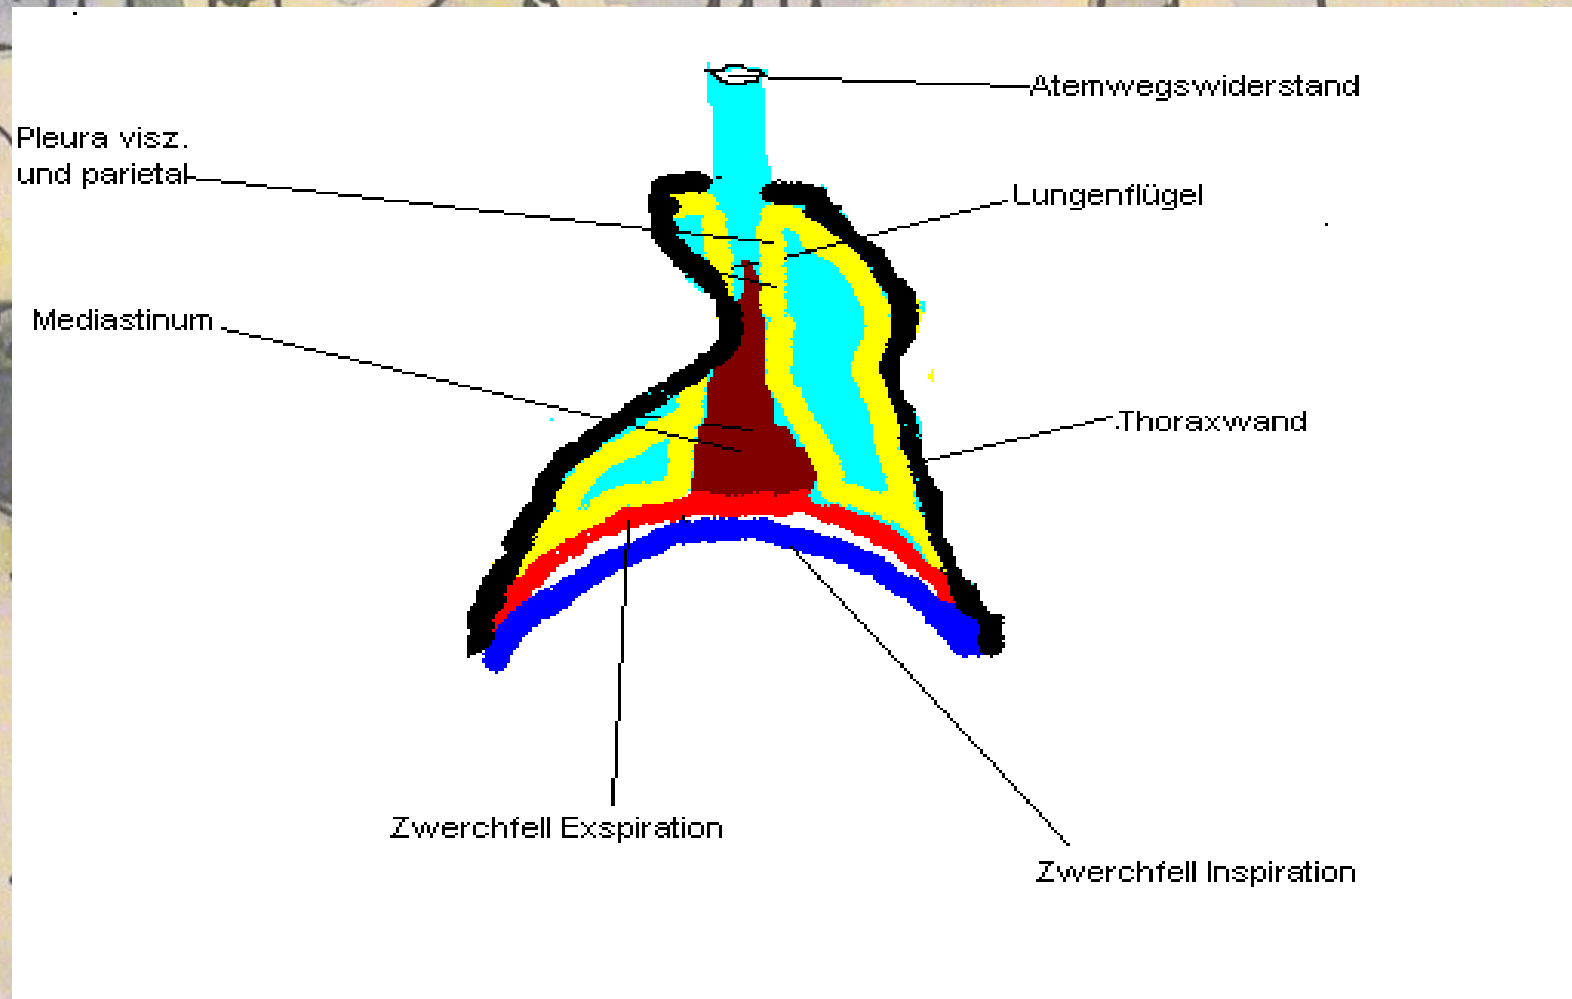 Atemwegswiderstand
Pleura visz.
und parietal
Lungenflügel
Mediastinum
Thoraxwand
Zwerchfell Exspiration
Zwerchfell Inspiration